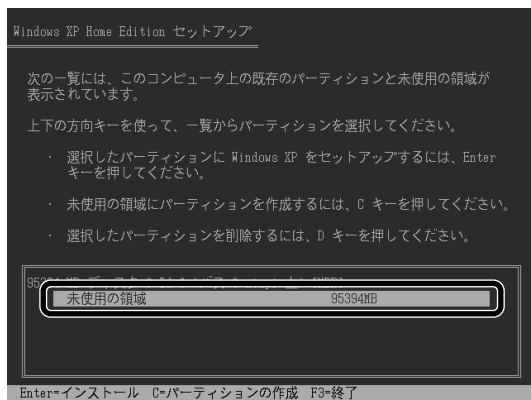 Windows XP Home Edition セットアップ
次の一覧には、このコンピュータ上の既存のパーティションと未使用の領域が
表示されています。
上下の方向キーを使って、一覧からパーティションを選択してください。
・ 選択したパーティションに Windows XP をセットアップするには、Enter
キーを押してください。
・ 未使用の領域にパーティションを作成するには、C キーを押してください。
・ 選択したパーティションを削除するには、D キーを押してください。
未使用の領域 95394MB
Enter=インストール C=パーティションの作成 F3=終了